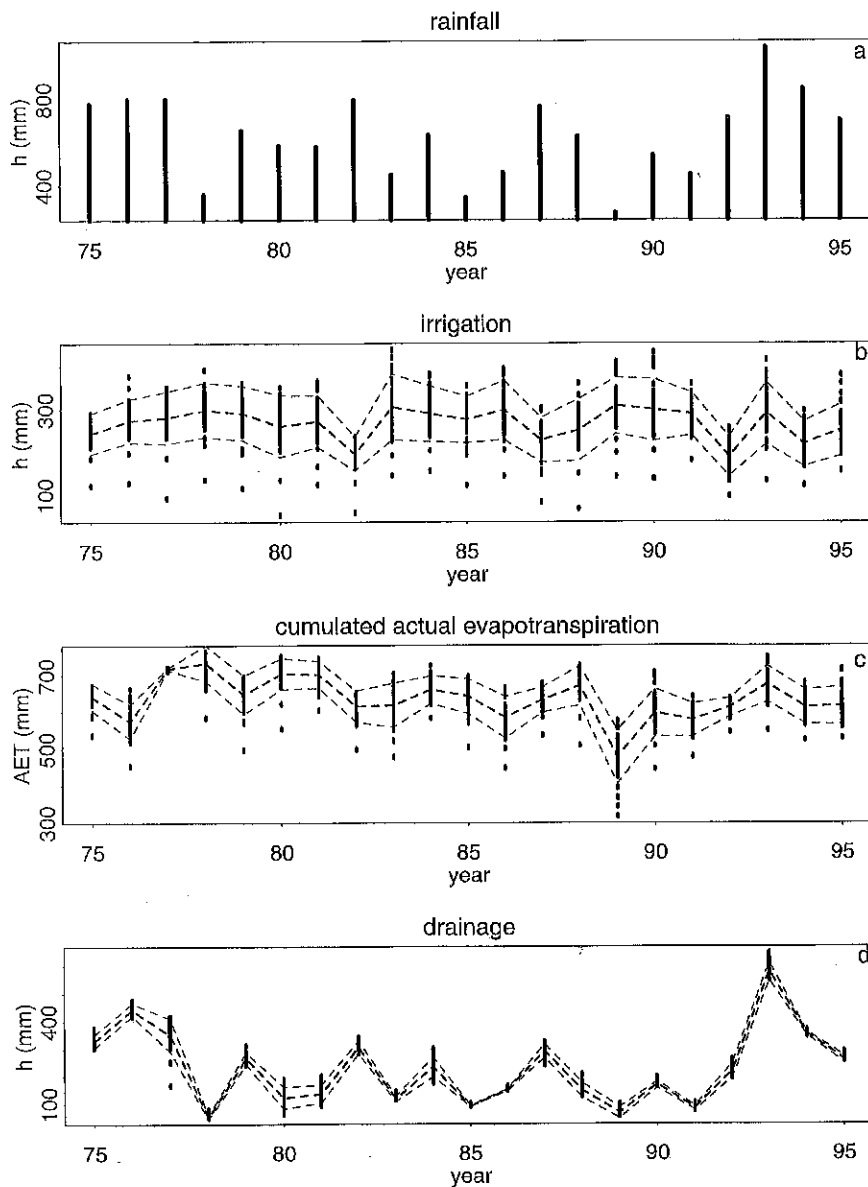 rainfall
a
800
h (mm)
400
75 80 85 90 95
year
irrigation
b
300
h (mm)
100
75 80 85 90 95
year
cumulated actual evapotranspiration
c
700
AET (mm)
500
300
75 80 85 90 95
year
drainage
d
400
h (mm)
100
75 80 85 90 95
year